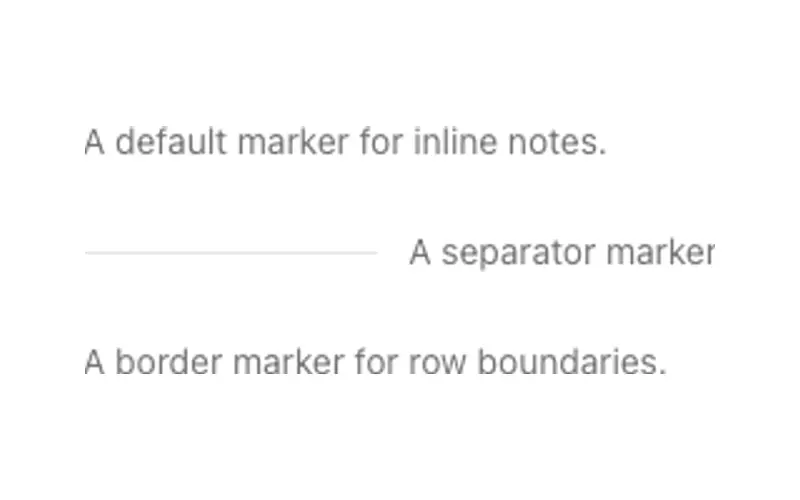 A default marker for inline notes.
A separator marker
A border marker for row boundaries.